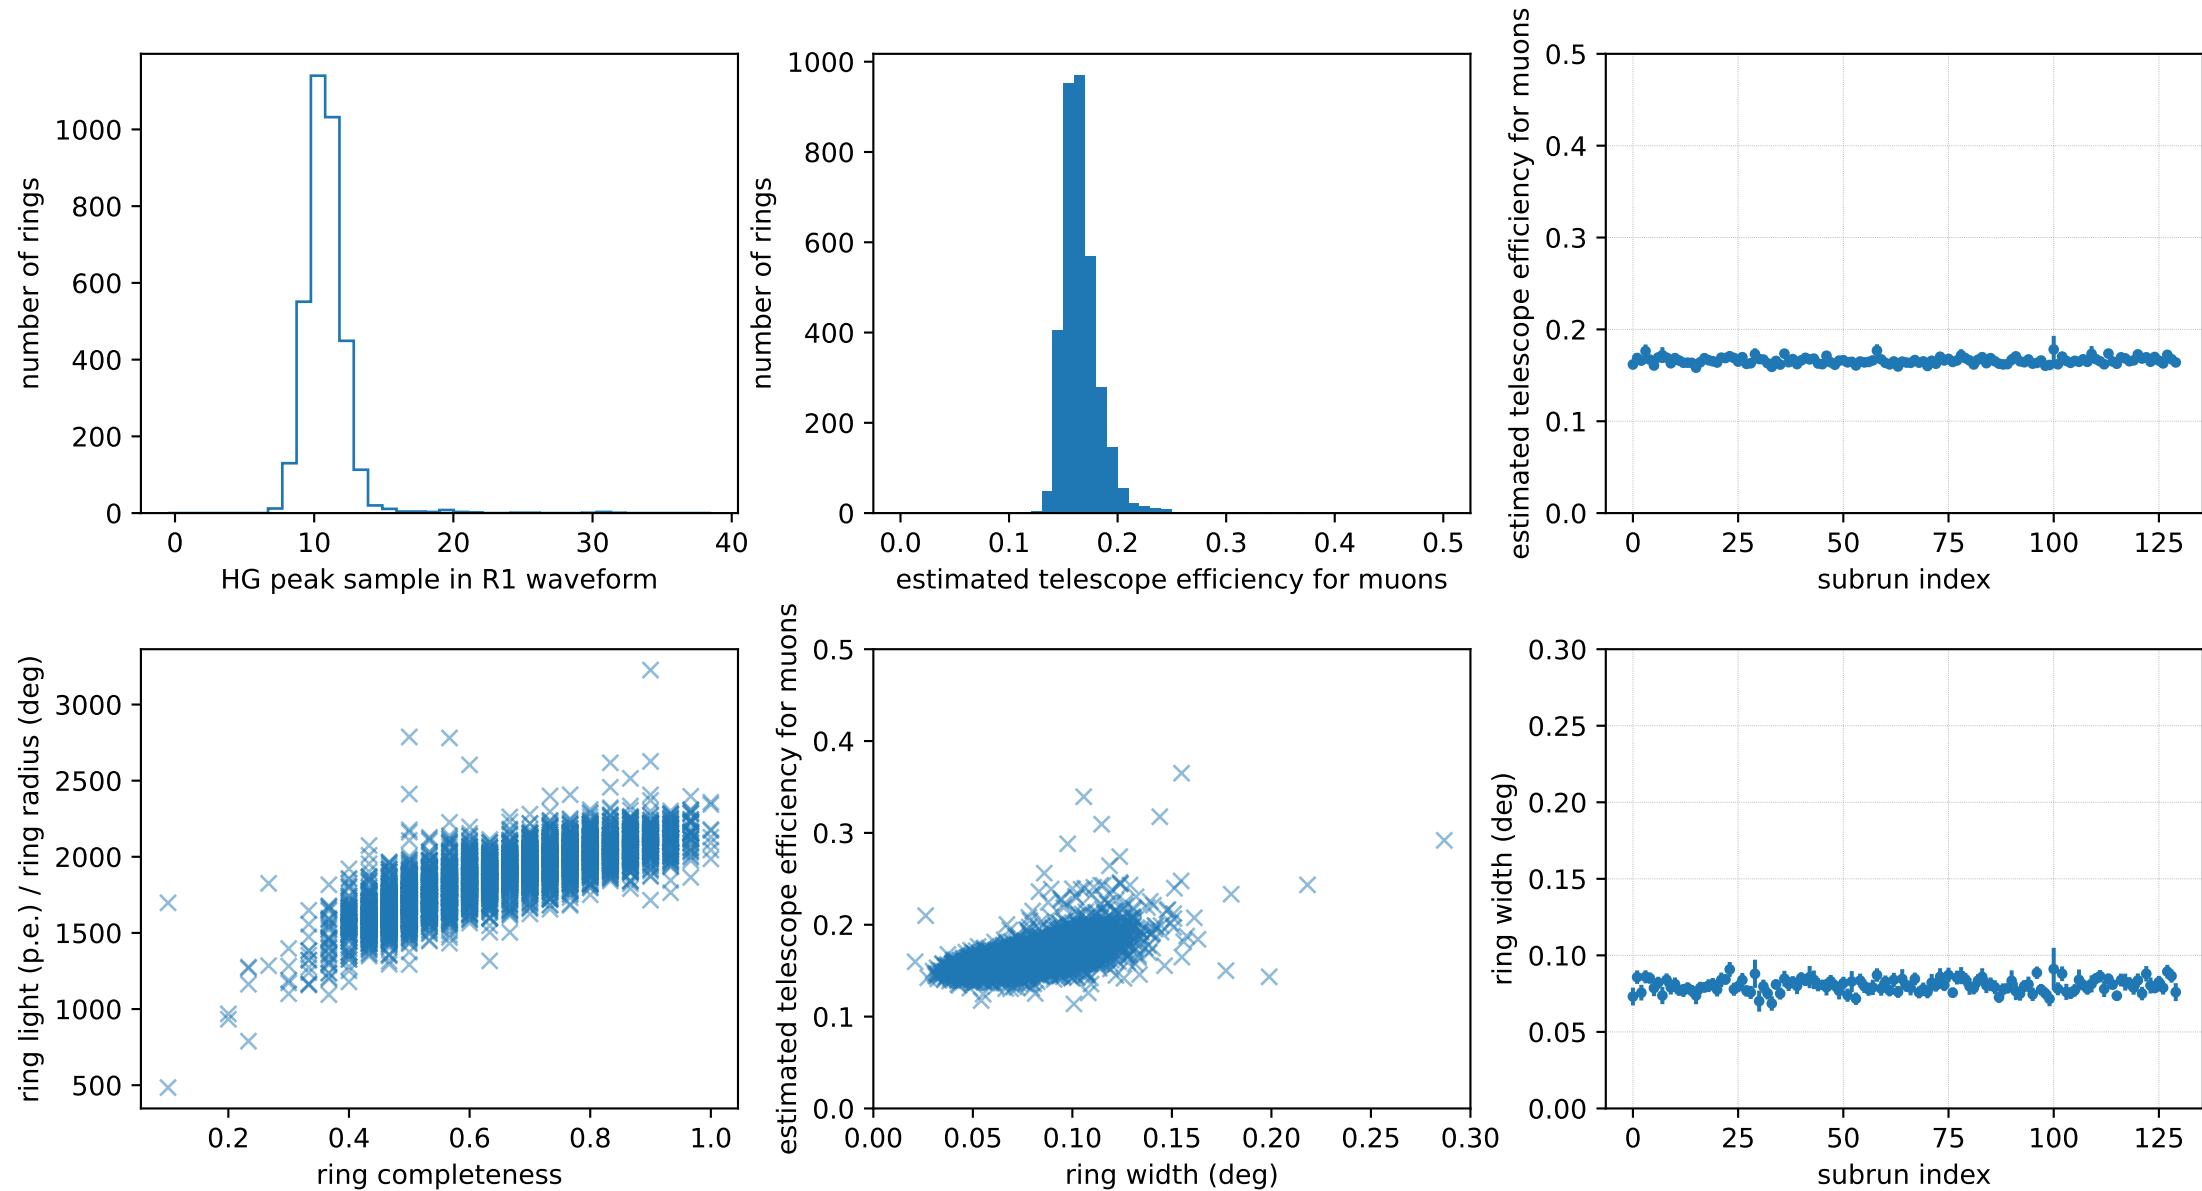 1000
800
600
400
200
0
number of rings
0 10 20 30 40
HG peak sample in R1 waveform
1000
800
600
400
200
0
number of rings
0.0 0.1 0.2 0.3 0.4 0.5
estimated telescope efficiency for muons
0.5
0.4
0.3
0.2
0.1
0.0
estimated telescope efficiency for muons
0 25 50 75 100 125
subrun index
3000
2500
2000
1500
1000
500
ring light (p.e.) / ring radius (deg)
0.2 0.4 0.6 0.8 1.0
ring completeness
0.5
0.4
0.3
0.2
0.1
0.0
estimated telescope efficiency for muons
0.00 0.05 0.10 0.15 0.20 0.25 0.30
ring width (deg)
0.30
0.25
0.20
0.15
0.10
0.05
0.00
ring width (deg)
0 25 50 75 100 125
subrun index